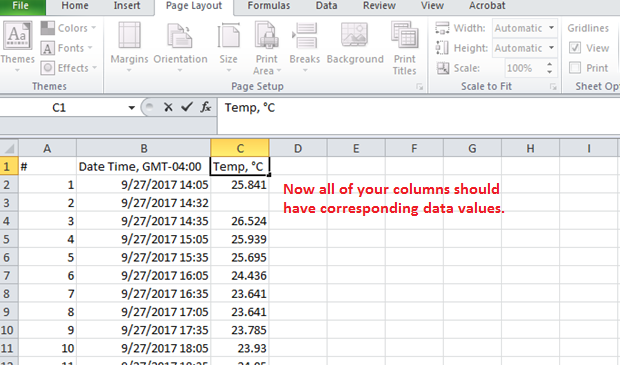 File Home Insert Page Layout Formulas Data Review View Acrobat
Themes
Colors
Fonts
Effects
Themes
Margins Orientation Size Print Area Breaks Background Print Titles
Page Setup
Width: Automatic
Height: Automatic
Scale: 100%
Scale to Fit
Gridlines
View
Print
Sheet Opt
C1 fx Temp, °C
A B C D E F G H I
1 # Date Time, GMT-04:00 Temp, °C
2 1 9/27/2017 14:05 25.841
3 2 9/27/2017 14:32
4 3 9/27/2017 14:35 26.524
5 4 9/27/2017 15:05 25.939
6 5 9/27/2017 15:35 25.695
7 6 9/27/2017 16:05 24.436
8 7 9/27/2017 16:35 23.641
9 8 9/27/2017 17:05 23.641
10 9 9/27/2017 17:35 23.785
11 10 9/27/2017 18:05 23.93
Now all of your columns should
have corresponding data values.